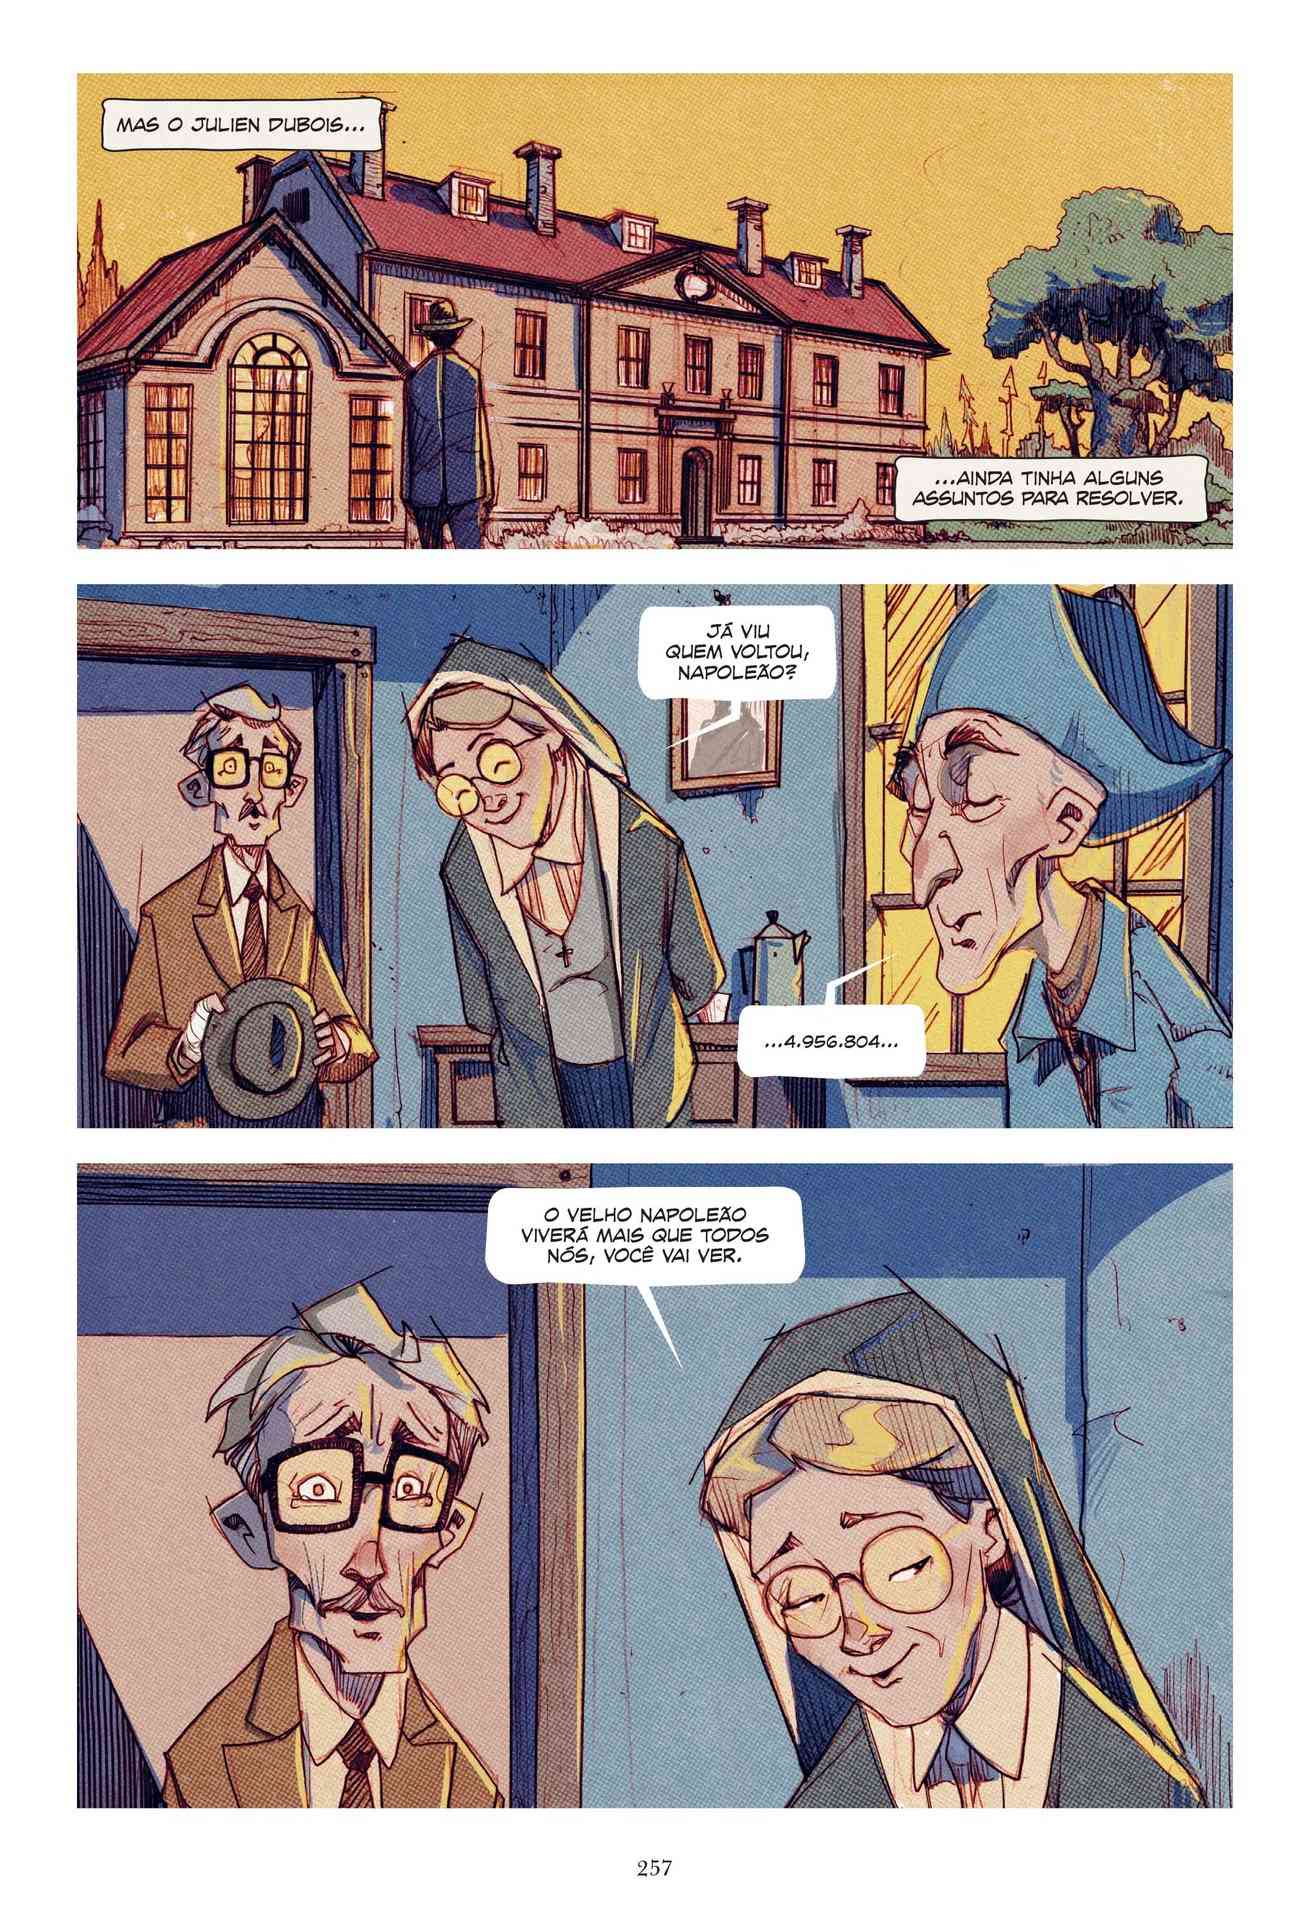 MAS O JULIEN DUBOIS...
...AINDA TINHA ALGUNS
ASSUNTOS PARA RESOLVER.
JÁ VIU
QUEM VOLTOU,
NAPOLEÃO?
...4.956.804...
O VELHO NAPOLEÃO
VIVERÁ MAIS QUE TODOS
NÓS, VOCÊ VAI VER.
257